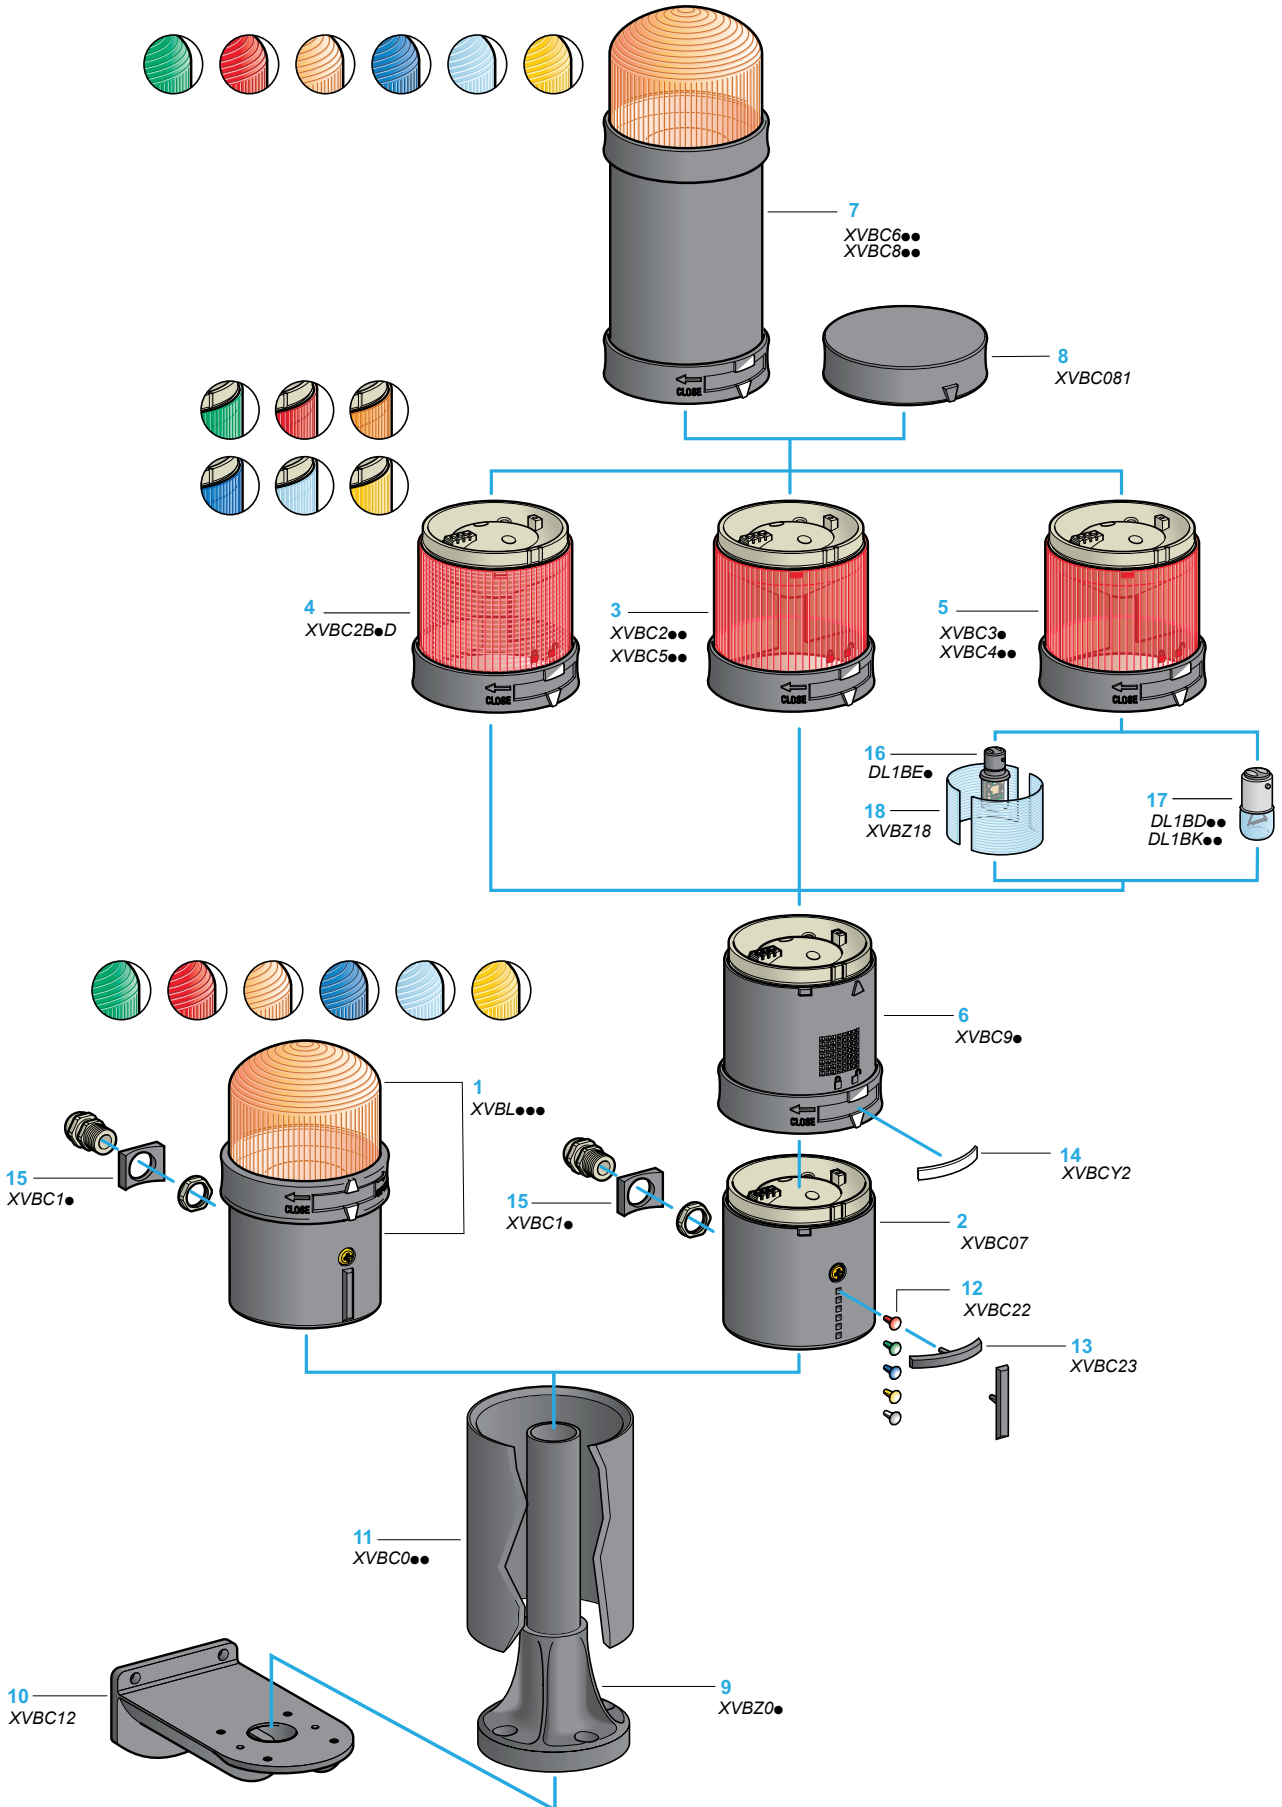 7
XVBC6●●
XVBC8●●
CLOSE
8
XVBC081
4
XVBC2B●D
3
XVBC2●●
XVBC5●●
5
XVBC3●
XVBC4●●
CLOSE
CLOSE
CLOSE
16
DL1BE●
18
XVBZ18
17
DL1BD●●
DL1BK●●
6
XVBC9●
CLOSE
1
XVBL●●●
15
XVBC1●
CLOSE
15
XVBC1●
14
XVBCY2
2
XVBC07
12
XVBC22
13
XVBC23
11
XVBC0●●
10
XVBC12
9
XVBZ0●